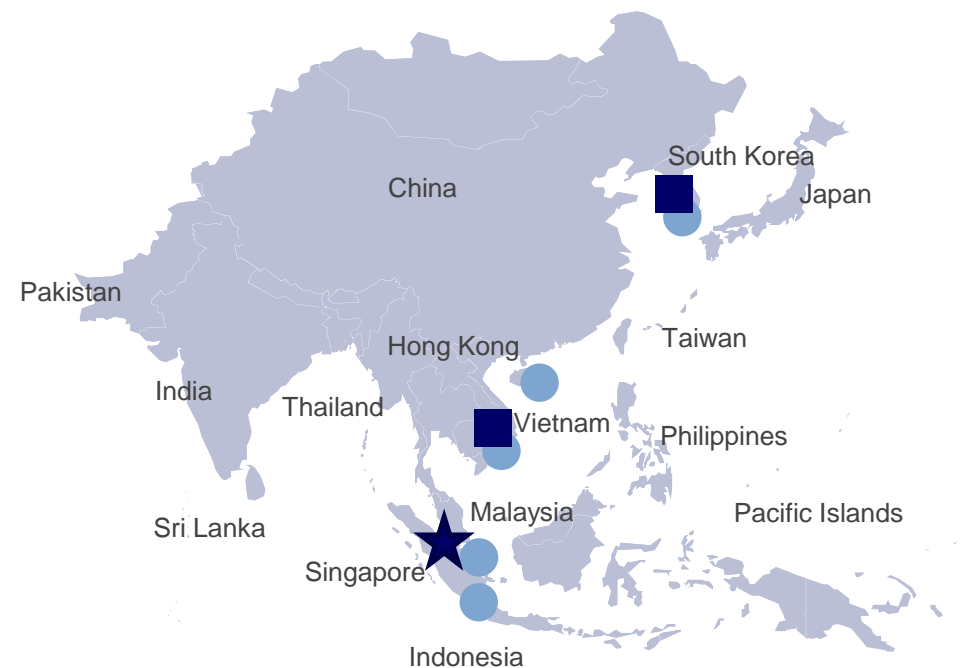 South Korea
China
Japan
Pakistan
Taiwan
Hong Kong
India
Thailand
Vietnam
Philippines
Malaysia
Pacific Islands
Sri Lanka
Singapore
Indonesia